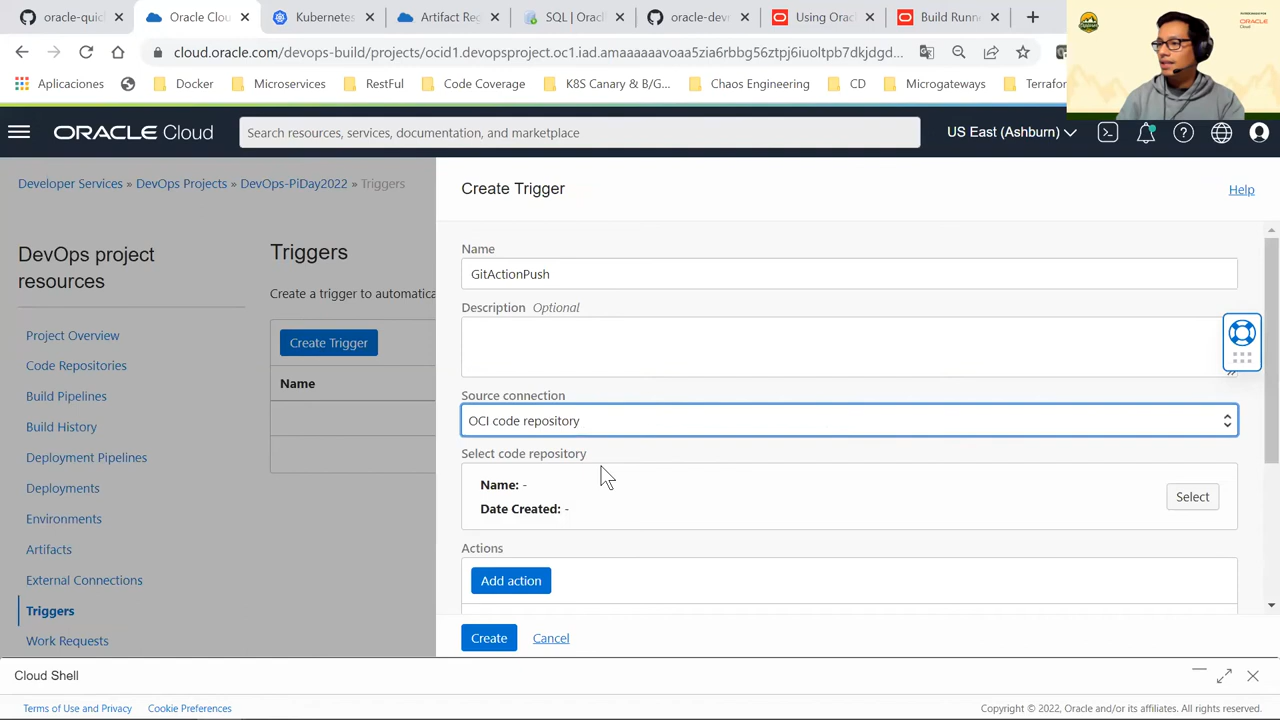 oracle-quic
Oracle Clou
Kubernetes
Artifact Reg
oracle-dev
Using Orac
Build Runn
cloud.oracle.com/devops-build/projects/ocid1.devopsproject.oc1.iad.amaaaaaavoaa5zia6rbbg56ztpj6iuoltpb7dkjdgd...
Aplicaciones
Docker
Microservices
RestFul
Code Coverage
K8S Canary & B/G...
Chaos Engineering
CD
Microgateways
Terrafor
ORACLE Cloud
Search resources, services, documentation, and marketplace
US East (Ashburn)
Developer Services » DevOps Projects » DevOps-PiDay2022 » Triggers
DevOps project
resources
Project Overview
Code Repositories
Build Pipelines
Build History
Deployment Pipelines
Deployments
Environments
Artifacts
External Connections
Triggers
Work Requests
Triggers
Create a trigger to automatica
Create Trigger
Name
Create Trigger
Help
Name
GitActionPush
Description Optional
Source connection
OCI code repository
Select code repository
Name: -
Date Created: -
Select
Actions
Add action
Create
Cancel
Cloud Shell
Terms of Use and Privacy
Cookie Preferences
Copyright © 2022, Oracle and/or its affiliates. All rights reserved.